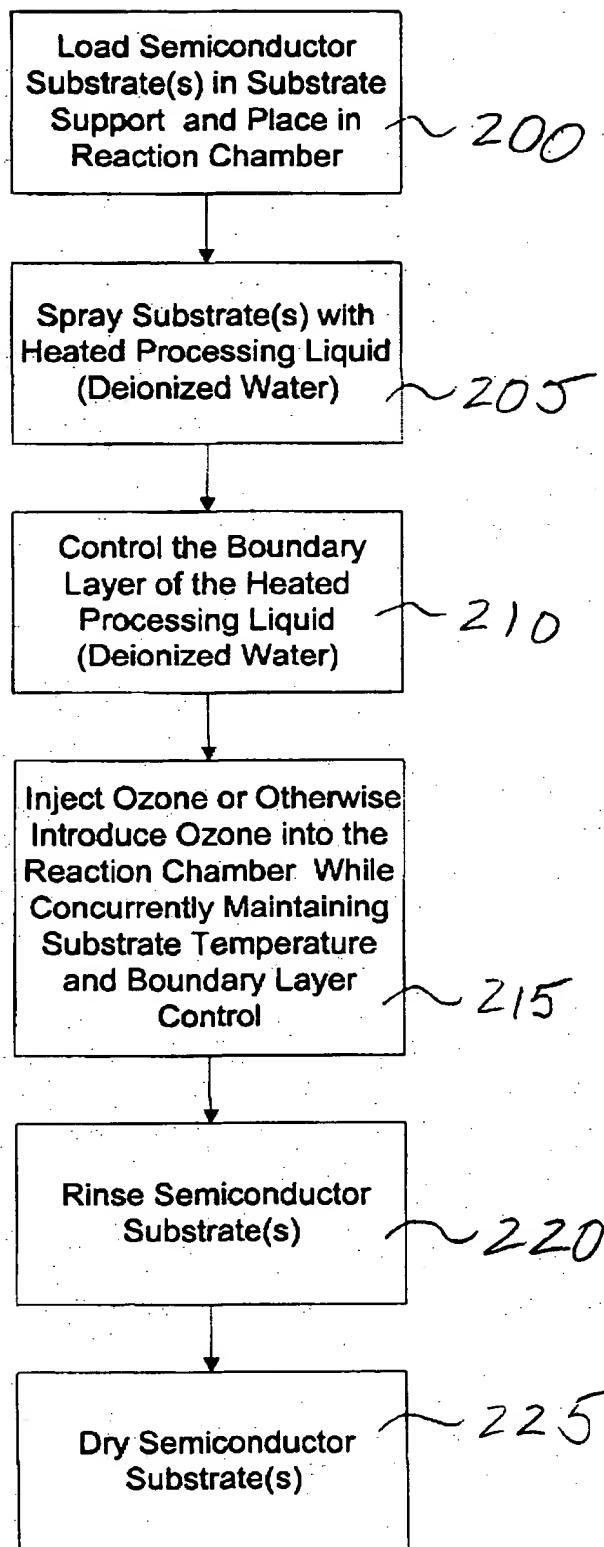 Load Semiconductor
Substrate(s) in Substrate
Support and Place in
Reaction Chamber
200
Spray Substrate(s) with
Heated Processing Liquid
(Deionized Water)
205
Control the Boundary
Layer of the Heated
Processing Liquid
(Deionized Water)
210
Inject Ozone or Otherwise
Introduce Ozone into the
Reaction Chamber While
Concurrently Maintaining
Substrate Temperature
and Boundary Layer
Control
215
Rinse Semiconductor
Substrate(s)
220
Dry Semiconductor
Substrate(s)
225